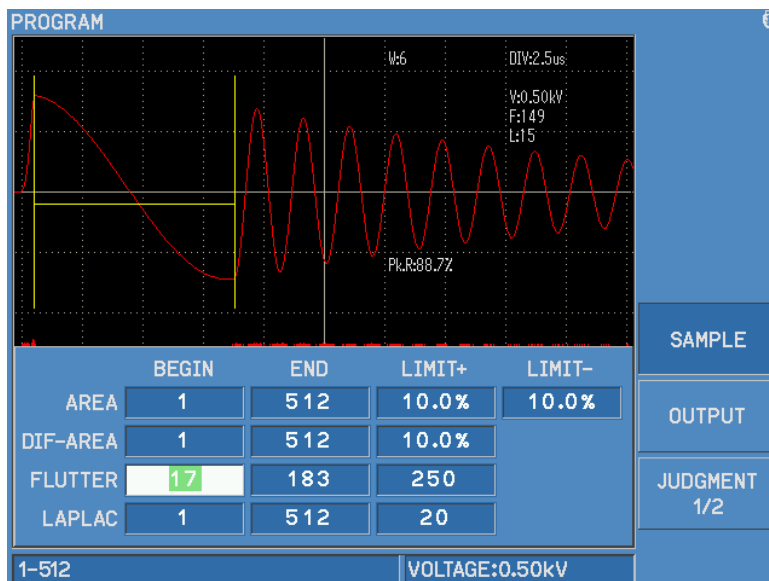 PROGRAM
W:6 DIV:2.5us
V:0.50kV
F:149
L:15
Pk.R:88.7%
BEGIN END LIMIT+ LIMIT-
AREA 1 512 10.0% 10.0%
DIF-AREA 1 512 10.0%
FLUTTER 17 183 250
LAPLAC 1 512 20
SAMPLE
OUTPUT
JUDGMENT
1/2
1-512 VOLTAGE:0.50kV